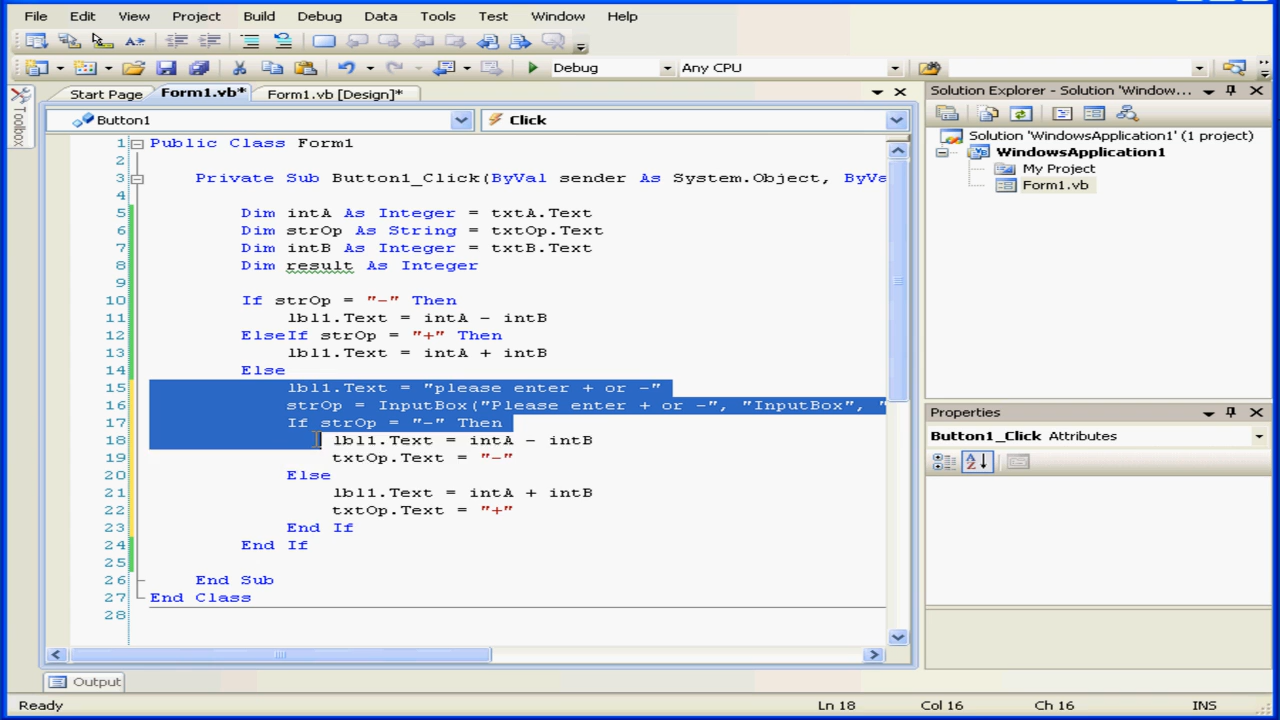 File Edit View Project Build Debug Data Tools Test Window Help
Debug Any CPU
Start Page Form1.vb* Form1.vb [Design]*
Toolbox
Button1 Click
1 Public Class Form1
2
3 Private Sub Button1_Click(ByVal sender As System.Object, ByVa
4
5 Dim intA As Integer = txtA.Text
6 Dim strOp As String = txtOp.Text
7 Dim intB As Integer = txtB.Text
8 Dim result As Integer
9
10 If strOp = "-" Then
11 lbl1.Text = intA - intB
12 ElseIf strOp = "+" Then
13 lbl1.Text = intA + intB
14 Else
15 lbl1.Text = "please enter + or -"
16 strOp = InputBox("Please enter + or -", "InputBox", "
17 If strOp = "-" Then
18 lbl1.Text = intA - intB
19 txtOp.Text = "-"
20 Else
21 lbl1.Text = intA + intB
22 txtOp.Text = "+"
23 End If
24 End If
25
26 End Sub
27 End Class
28
Solution Explorer - Solution 'Window...
Solution 'WindowsApplication1' (1 project)
WindowsApplication1
My Project
Form1.vb
Properties
Button1_Click Attributes
Output
Ready Ln 18 Col 16 Ch 16 INS